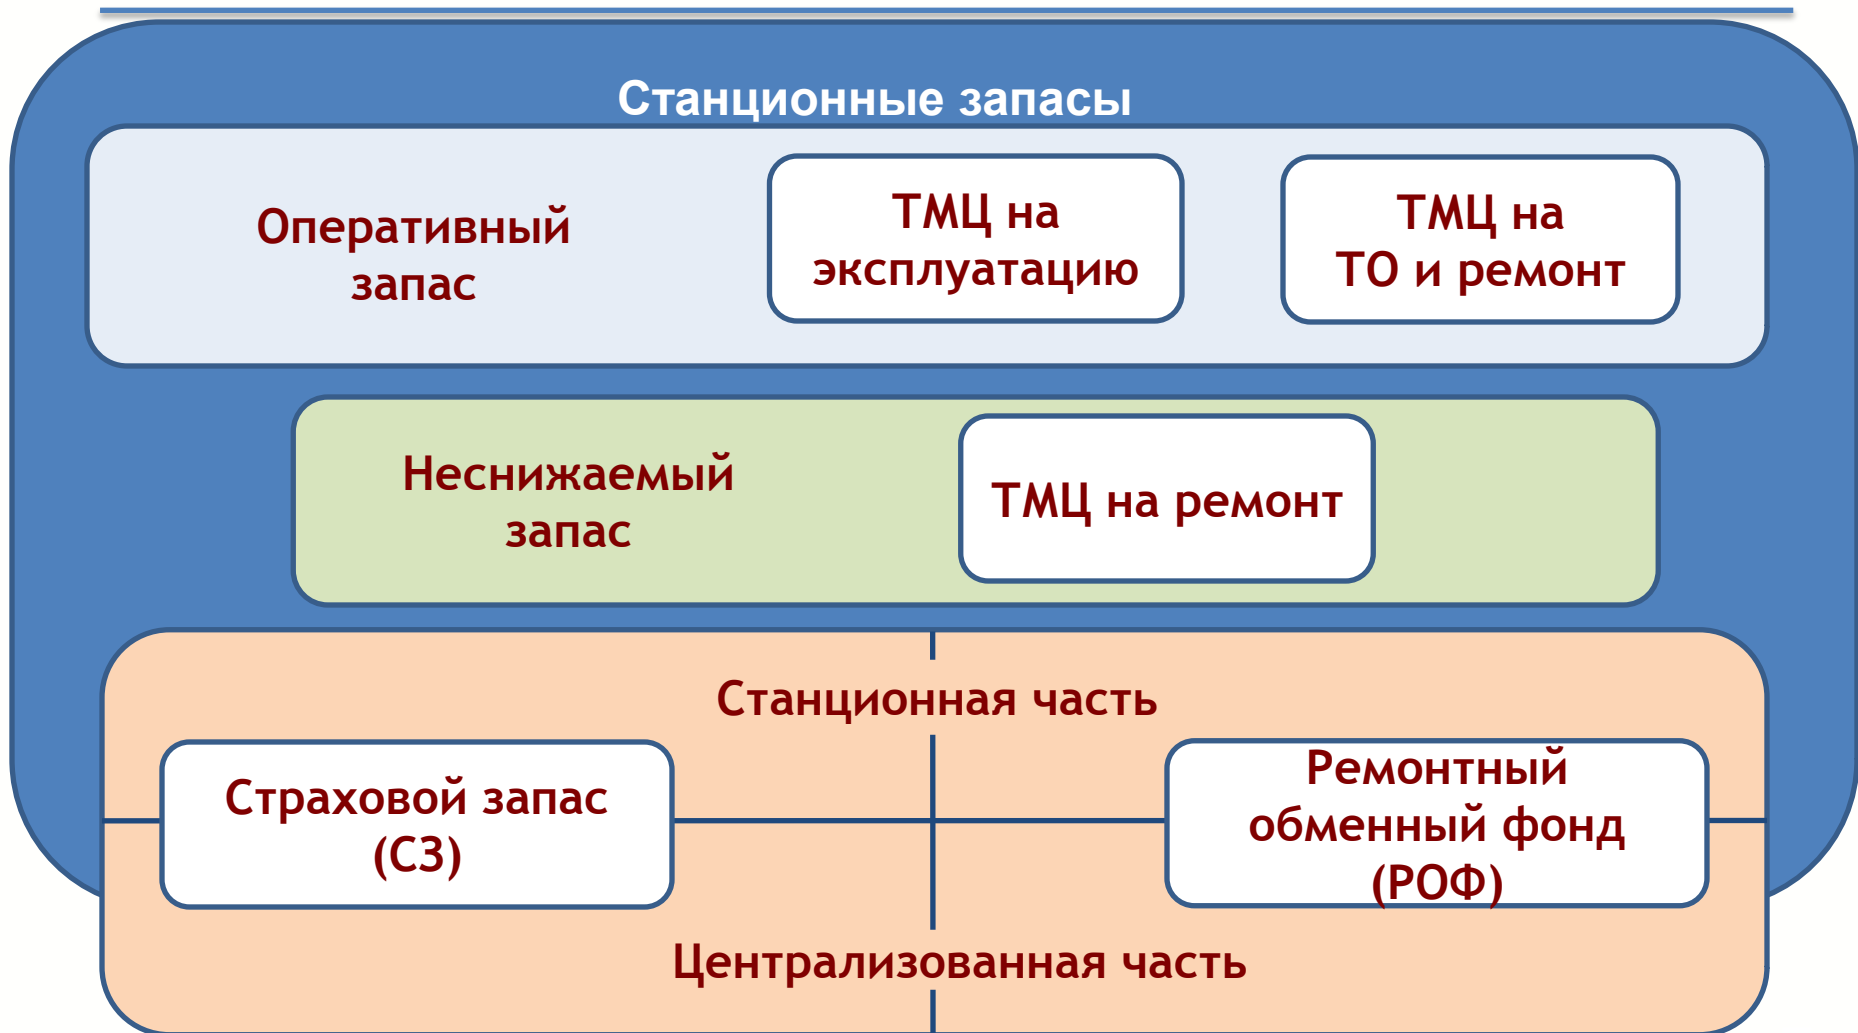 Станционные запасы
Оперативный
запас
ТМЦ на
эксплуатацию
ТМЦ на
ТО и ремонт
Неснижаемый
запас
ТМЦ на ремонт
Станционная часть
Страховой запас
(СЗ)
Ремонтный
обменный фонд
(РОФ)
Централизованная часть